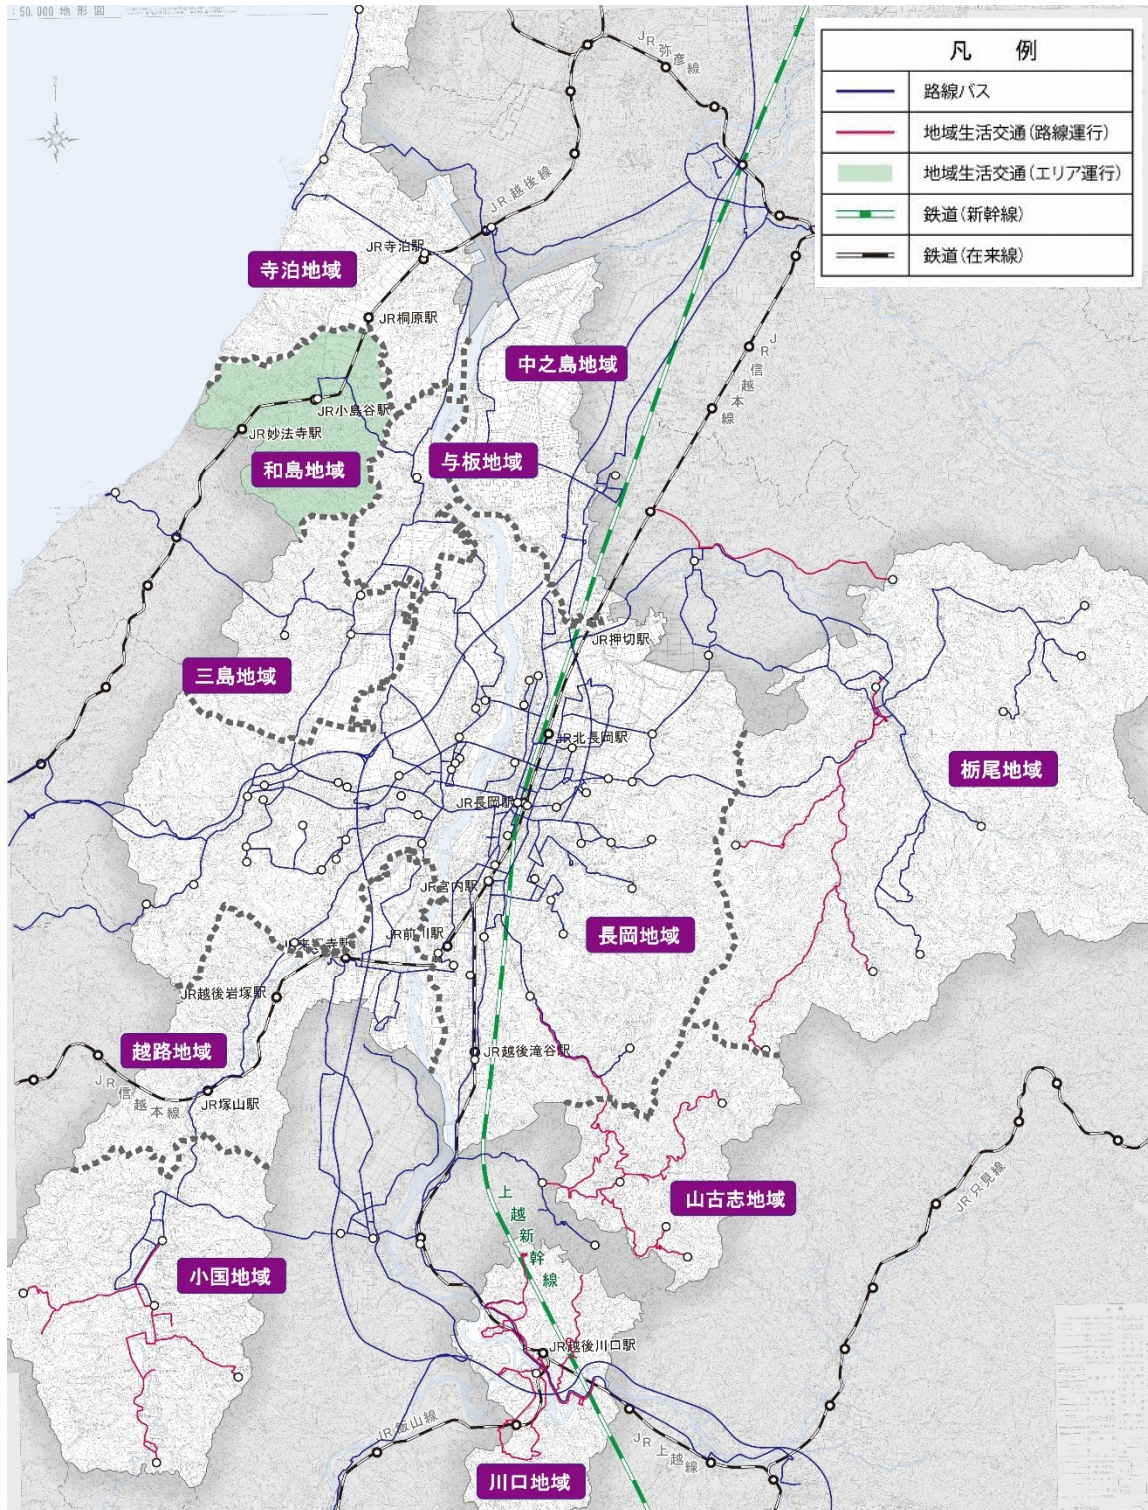 :50,000 地形図
凡 例
路線バス
地域生活交通(路線運行)
地域生活交通(エリア運行)
鉄道(新幹線)
鉄道(在来線)
JR弥彦線
JR越後線
JR寺泊駅
寺泊地域
JR桐原駅
中之島地域
JR信越本線
JR小島谷駅
JR妙法寺駅
和島地域
与板地域
JR押切駅
三島地域
JR北長岡駅
栃尾地域
JR長岡駅
JR宮内駅
JR前川駅
長岡地域
JR来迎寺駅
JR越後岩塚駅
越路地域
JR越後滝谷駅
JR信越本線
JR塚山駅
上越新幹線
山古志地域
JR只見線
小国地域
JR越後川口駅
JR飯山線
JR上越線
川口地域